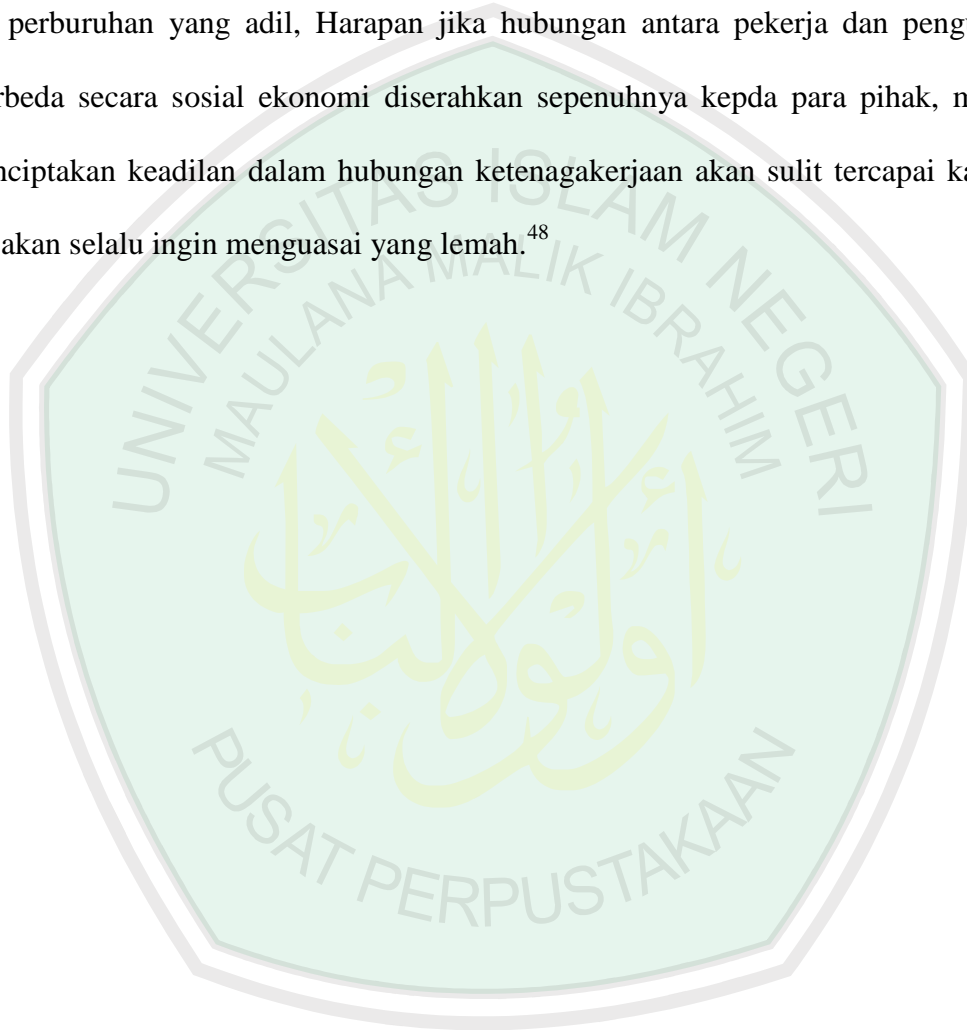 perburuhan yang adil, Harapan jika hubungan antara pekerja dan
rbeda secara sosial ekonomi diserahkan sepenuhnya kepda para pihak,
nciptakan keadilan dalam hubungan ketenagakerjaan akan sulit tercapai
akan selalu ingin menguasai yang lemah.48
UNIVERSITAS ISLAM NEGERI
MAULANA MALIK IBRAHIM
أولوا الألباب
PUSAT PERPUSTAKAAN